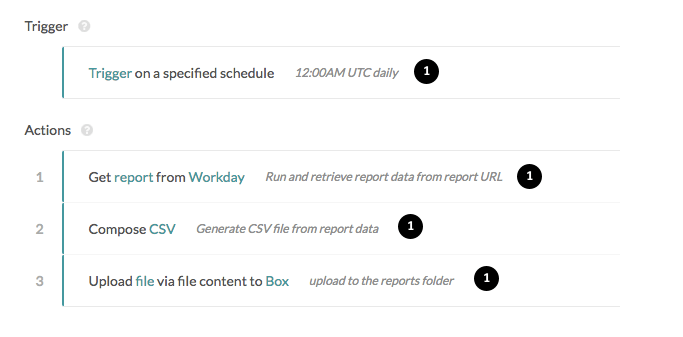 Trigger ?
Trigger on a specified schedule 12:00AM UTC daily 1
Actions ?
1 Get report from Workday Run and retrieve report data from report URL 1
2 Compose CSV Generate CSV file from report data 1
3 Upload file via file content to Box upload to the reports folder 1